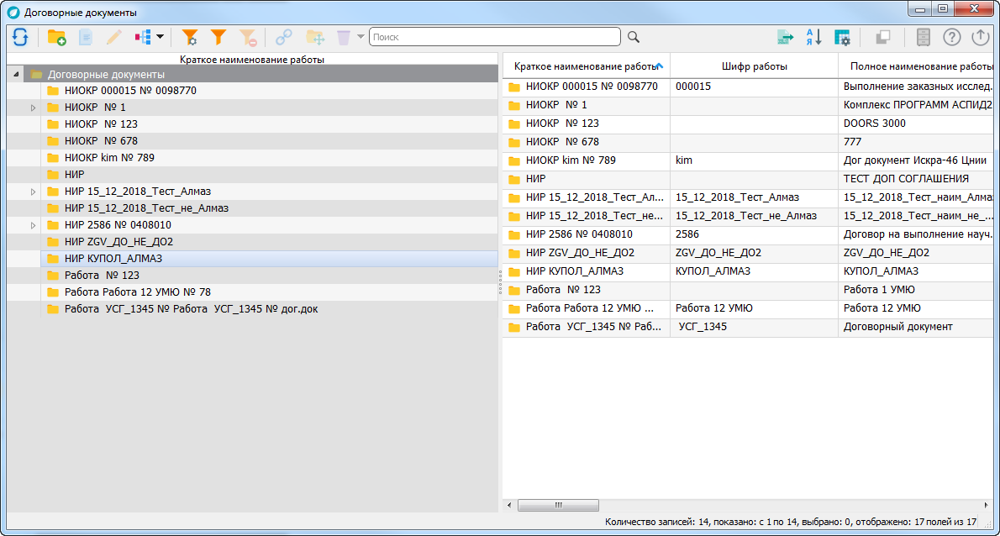 Договорные документы
Поиск
А
Я
Краткое наименование работы
Договорные документы
НИОКР 000015 № 0098770
НИОКР № 1
НИОКР № 123
НИОКР № 678
НИОКР kim № 789
НИР
НИР 15_12_2018_Тест_Алмаз
НИР 15_12_2018_Тест_не_Алмаз
НИР 2586 № 0408010
НИР ZGV_ДО_НЕ_ДО2
НИР КУПОЛ_АЛМАЗ
Работа № 123
Работа Работа 12 УМЮ № 78
Работа УСГ_1345 № Работа УСГ_1345 № дог.док
Краткое наименование работы Шифр работы Полное наименование работы
НИОКР 000015 № 0098770 000015 Выполнение заказных исслед.
НИОКР № 1 Комплекс ПРОГРАММ АСПИД2
НИОКР № 123 DOORS 3000
НИОКР № 678 777
НИОКР kim № 789 kim Дог документ Искра-46 Цнии
НИР ТЕСТ ДОП СОГЛАШЕНИЯ
НИР 15_12_2018_Тест_Ал... 15_12_2018_Тест_Алмаз 15_12_2018_Тест_наим_Алмаз
НИР 15_12_2018_Тест_не... 15_12_2018_Тест_не_Алмаз 15_12_2018_Тест_наим_не_...
НИР 2586 № 0408010 2586 Договор на выполнение науч.
НИР ZGV_ДО_НЕ_ДО2 ZGV_ДО_НЕ_ДО2 ZGV_ДО_НЕ_ДО2
НИР КУПОЛ_АЛМАЗ КУПОЛ_АЛМАЗ КУПОЛ_АЛМАЗ
Работа № 123 Работа 1 УМЮ
Работа Работа 12 УМЮ ... Работа 12 УМЮ Работа 12 УМЮ
Работа УСГ_1345 № Раб... УСГ_1345 Договорный документ
Количество записей: 14, показано: с 1 по 14, выбрано: 0, отображено: 17 полей из 17